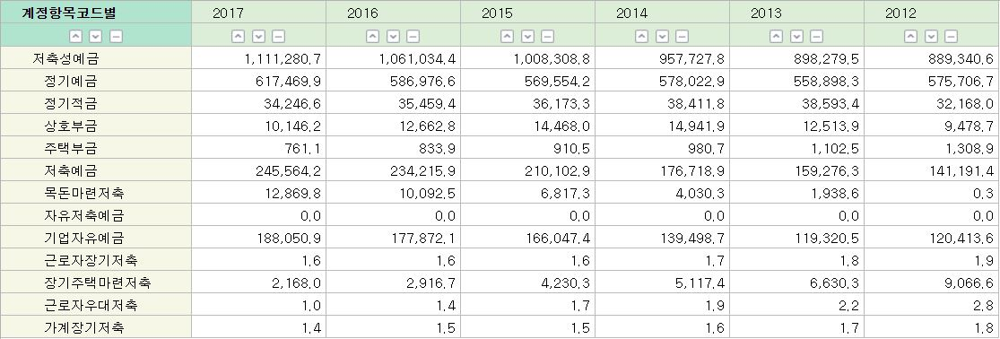 계정항목코드별 2017 2016 2015 2014 2013 2012
저축성예금 1,111,280.7 1,061,034.4 1,008,308.8 957,727.8 898,279.5 889,340.6
정기예금 617,469.9 586,976.6 569,554.2 578,022.9 558,898.3 575,706.7
정기적금 34,246.6 35,459.4 36,173.3 38,411.8 38,593.4 32,168.0
상호부금 10,146.2 12,662.8 14,468.0 14,941.9 12,513.9 9,478.7
주택부금 761.1 833.9 910.5 980.7 1,102.5 1,308.9
저축예금 245,564.2 234,215.9 210,102.9 176,718.9 159,276.3 141,191.4
목돈마련저축 12,869.8 10,092.5 6,817.3 4,030.3 1,938.6 0.3
자유저축예금 0.0 0.0 0.0 0.0 0.0 0.0
기업자유예금 188,050.9 177,872.1 166,047.4 139,498.7 119,320.5 120,413.6
근로자장기저축 1.6 1.6 1.6 1.7 1.8 1.9
장기주택마련저축 2,168.0 2,916.7 4,230.3 5,117.4 6,630.3 9,066.6
근로자우대저축 1.0 1.4 1.7 1.9 2.2 2.8
가계장기저축 1.4 1.5 1.5 1.6 1.7 1.8